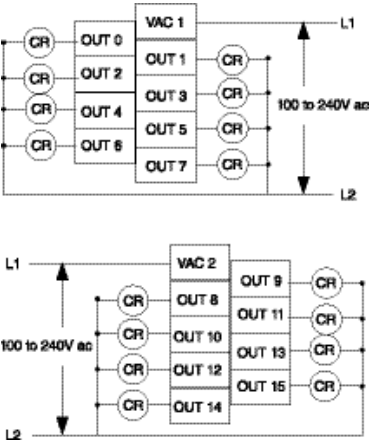 VAC 1 L1
CR OUT 0
OUT 1 CR
CR OUT 2
OUT 3 CR
100 to 240V ac
CR OUT 4
OUT 5 CR
CR OUT 6
OUT 7 CR
L2
L1 VAC 2
OUT 9 CR
CR OUT 8
OUT 11 CR
CR OUT 10
100 to 240V ac
OUT 13 CR
CR OUT 12
OUT 15 CR
CR OUT 14
L2